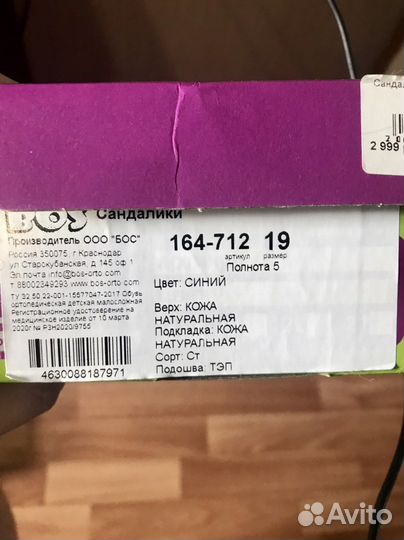 Сандал
2 999
BOS Сандалики
Производитель ООО "БОС"
Россия 350075, г Краснодар
ул Старокубанская, д 145 оф 1
Эл.почта info@bos-orto.com
т 88002349293 www.bos-orto.com
ТУ 32.50.22-001-15577047-2017 Обувь
ортопедическая детская малосложная
Регистрационное удостоверение на
медицинское изделие от 10 марта
2020г № РЗН2020/9755
4630088187971
164-712 19
артикул размер
Полнота 5
Цвет: СИНИЙ
Верх: КОЖА
НАТУРАЛЬНАЯ
Подкладка: КОЖА
НАТУРАЛЬНАЯ
Сорт: Ст
Подошва: ТЭП
Avito